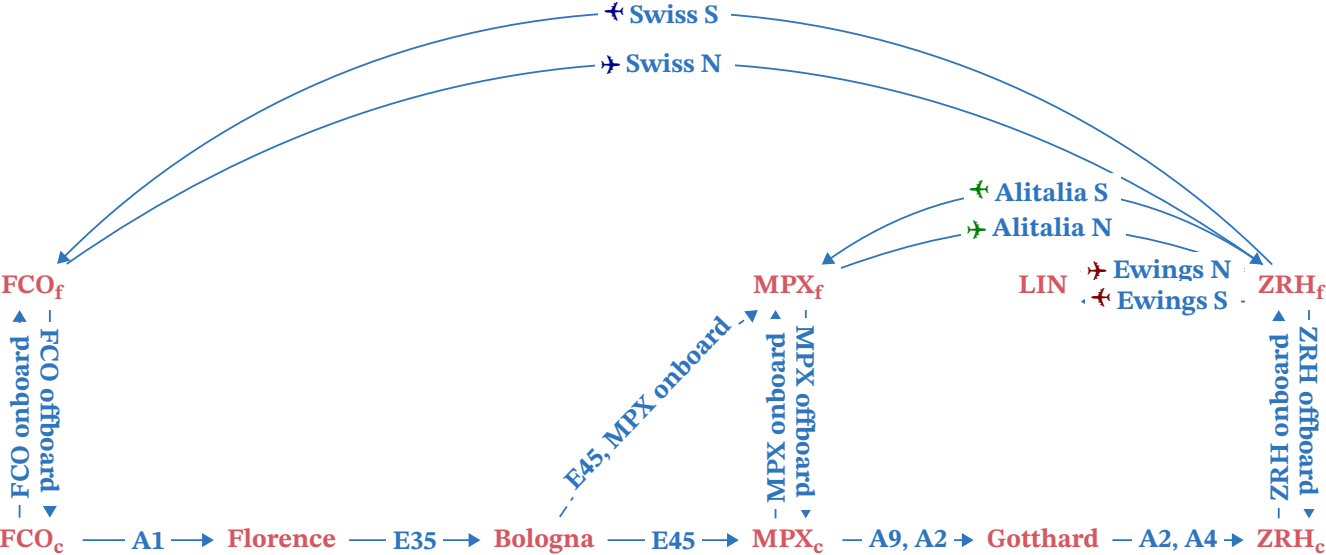 Swiss S
Swiss N
Alitalia S
Alitalia N
FCOf
MPXf
LIN
Ewings N
ZRHf
Ewings S
FCO onboard
FCO offboard
E45, MPX onboard
MPX onboard
MPX offboard
ZRH onboard
ZRH offboard
FCOc
A1
Florence
E35
Bologna
E45
MPXc
A9, A2
Gotthard
A2, A4
ZRHc